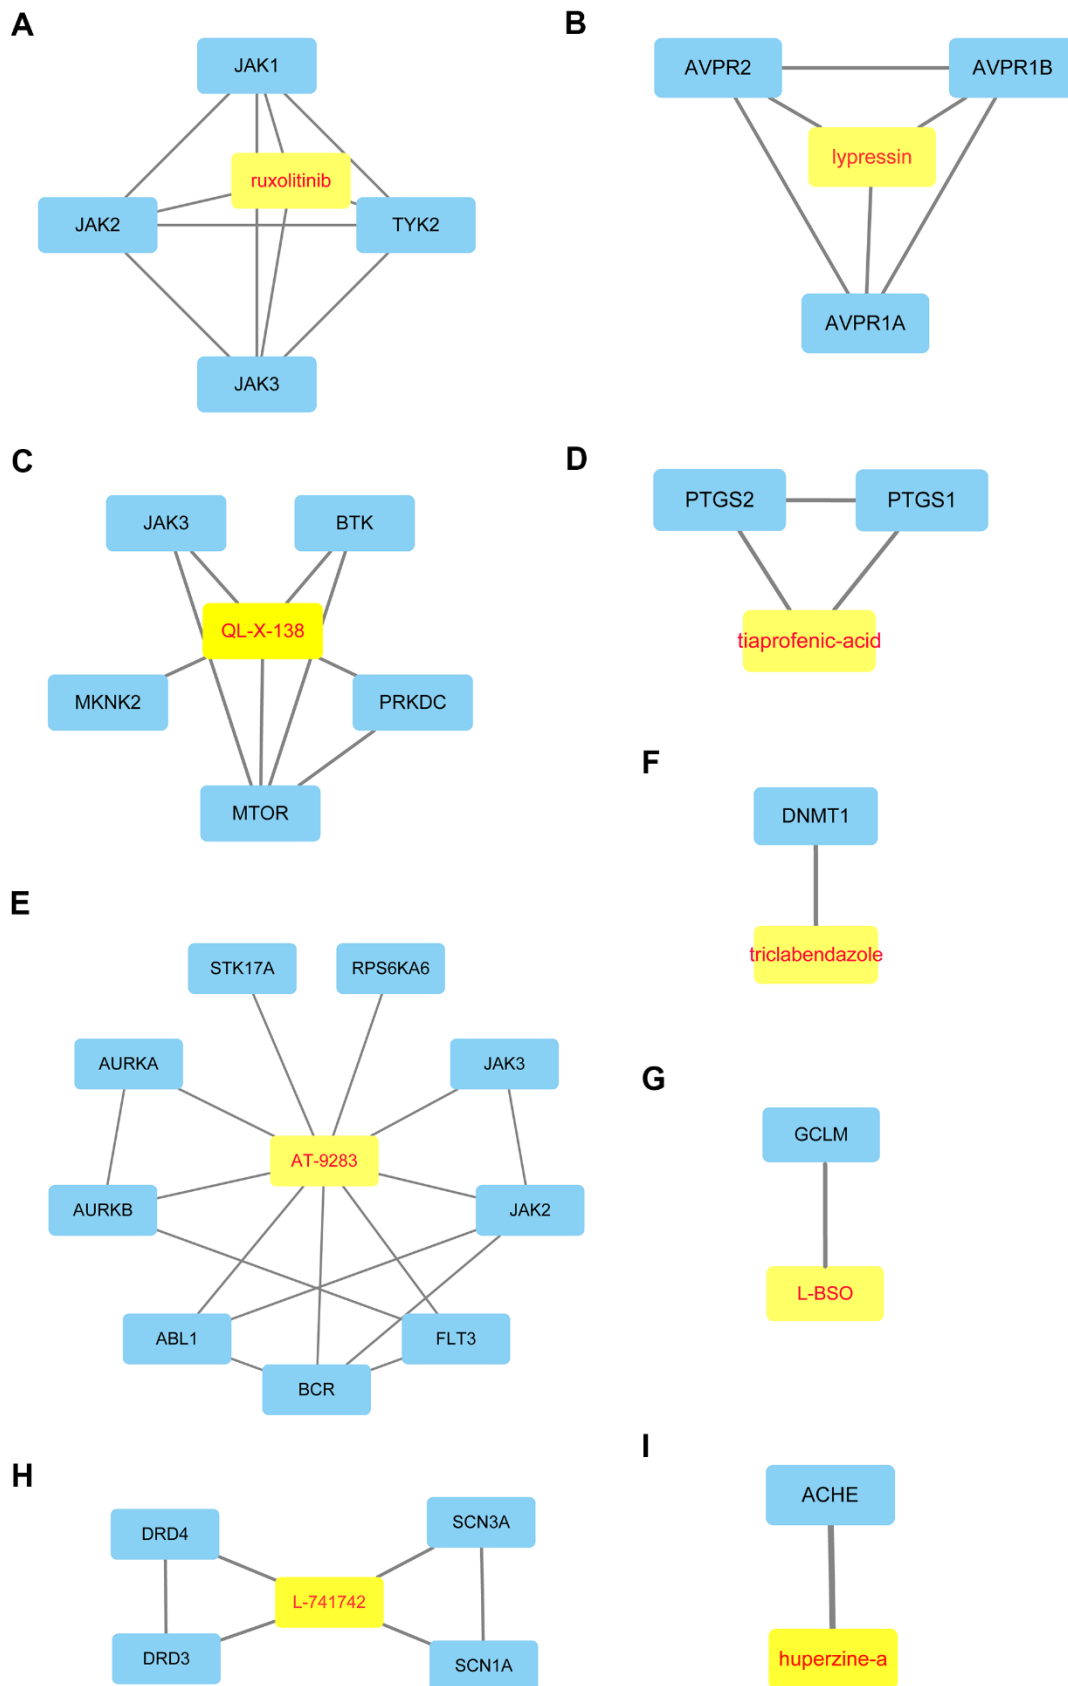 A
JAK1
ruxolitinib
JAK2
TYK2
JAK3
B
AVPR2
AVPR1B
lypressin
AVPR1A
C
JAK3
BTK
QL-X-138
MKNK2
PRKDC
MTOR
D
PTGS2
PTGS1
tiaprofenic-acid
E
STK17A
RPS6KA6
AURKA
JAK3
AT-9283
AURKB
JAK2
ABL1
FLT3
BCR
F
DNMT1
triclabendazole
G
GCLM
L-BSO
H
DRD4
SCN3A
L-741742
DRD3
SCN1A
I
ACHE
huperzine-a